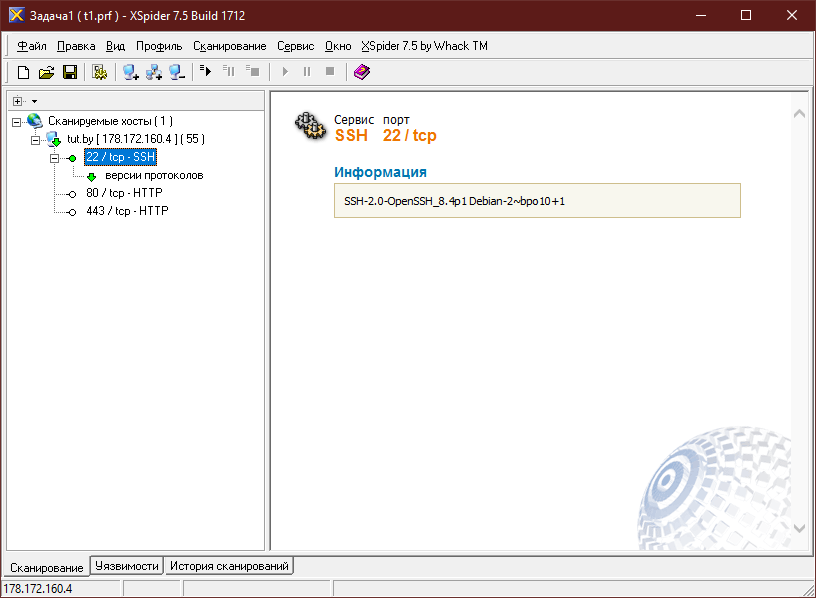 Задача1 ( t1.prf ) - XSpider 7.5 Build 1712
Файл Правка Вид Профиль Сканирование Сервис Окно XSpider 7.5 by Whack TM
Сканируемые хосты ( 1 )
tut.by [ 178.172.160.4 ] ( 55 )
22 / tcp - SSH
версии протоколов
80 / tcp - HTTP
443 / tcp - HTTP
Сервис порт
SSH 22 / tcp
Информация
SSH-2.0-OpenSSH_8.4p1 Debian-2~bpo10+1
Сканирование Уязвимости История сканирований
178.172.160.4